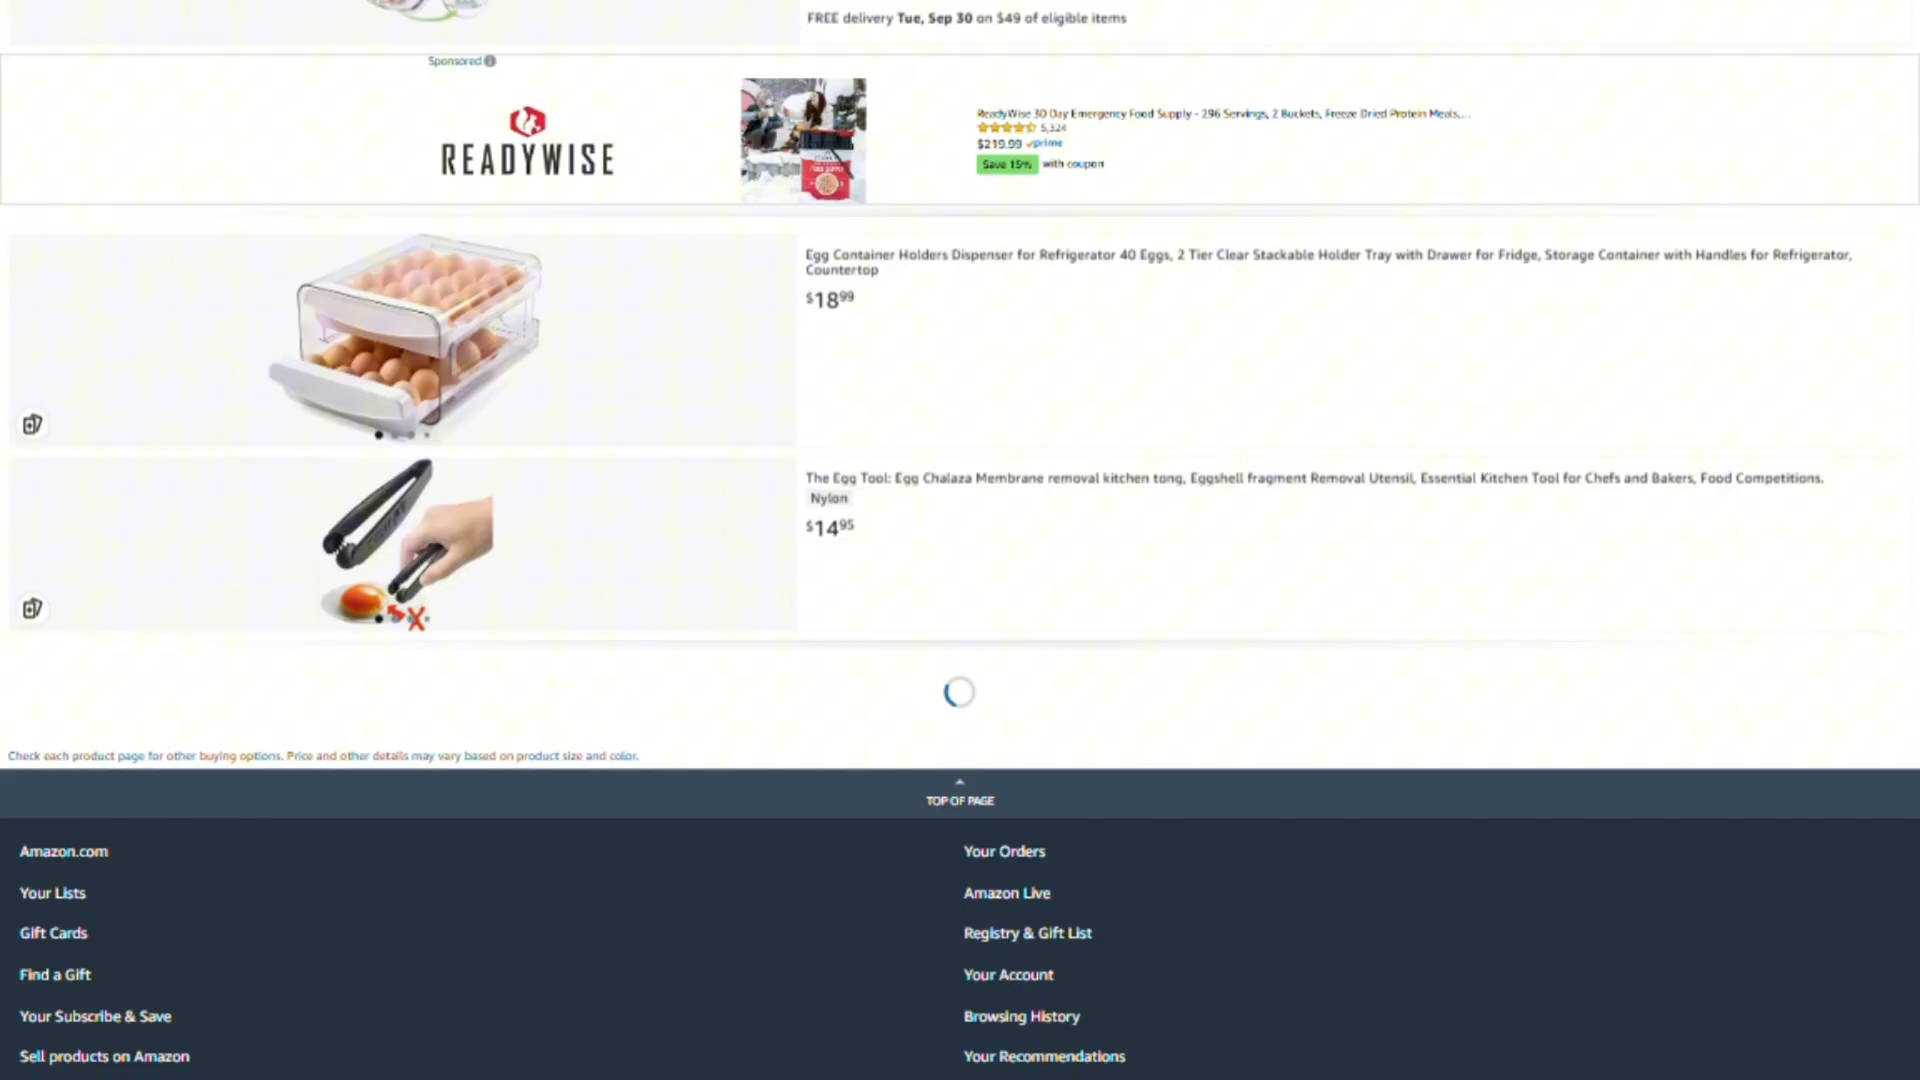 FREE delivery Tue, Sep 30 on $49 of eligible items
Sponsored
READYWISE
ReadyWise 30 Day Emergency Food Supply - 296 Servings, 2 Buckets, Freeze Dried Protein Meals,...
5,324
$219.99 prime
Save 15% with coupon
Egg Container Holders Dispenser for Refrigerator 40 Eggs, 2 Tier Clear Stackable Holder Tray with Drawer for Fridge, Storage Container with Handles for Refrigerator,
Countertop
$18.99
The Egg Tool: Egg Chalaza Membrane removal kitchen tong, Eggshell fragment Removal Utensil, Essential Kitchen Tool for Chefs and Bakers, Food Competitions.
Nylon
$14.95
Check each product page for other buying options. Price and other details may vary based on product size and color.
TOP OF PAGE
Amazon.com
Your Orders
Your Lists
Amazon Live
Gift Cards
Registry & Gift List
Find a Gift
Your Account
Your Subscribe & Save
Browsing History
Sell products on Amazon
Your Recommendations